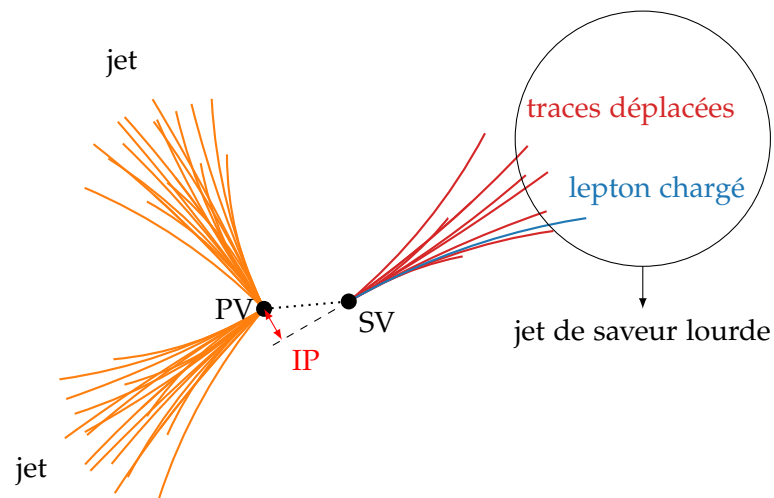 jet
traces déplacées
lepton chargé
PV
SV
jet de saveur lourde
IP
jet